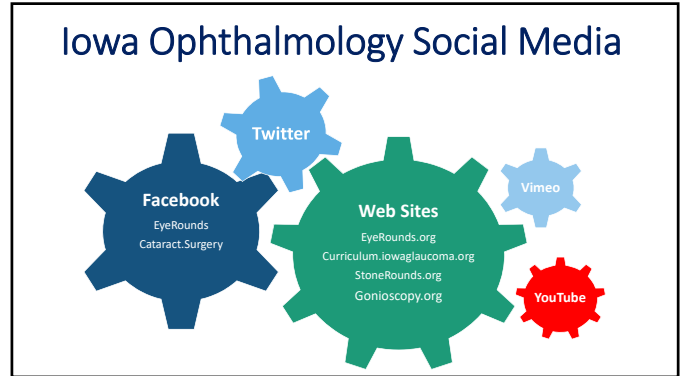 Iowa Ophthalmology Social Media
Twitter
Facebook
EyeRounds
Cataract.Surgery
Web Sites
EyeRounds.org
Curriculum.iowaglaucoma.org
StoneRounds.org
Gonioscopy.org
Vimeo
YouTube